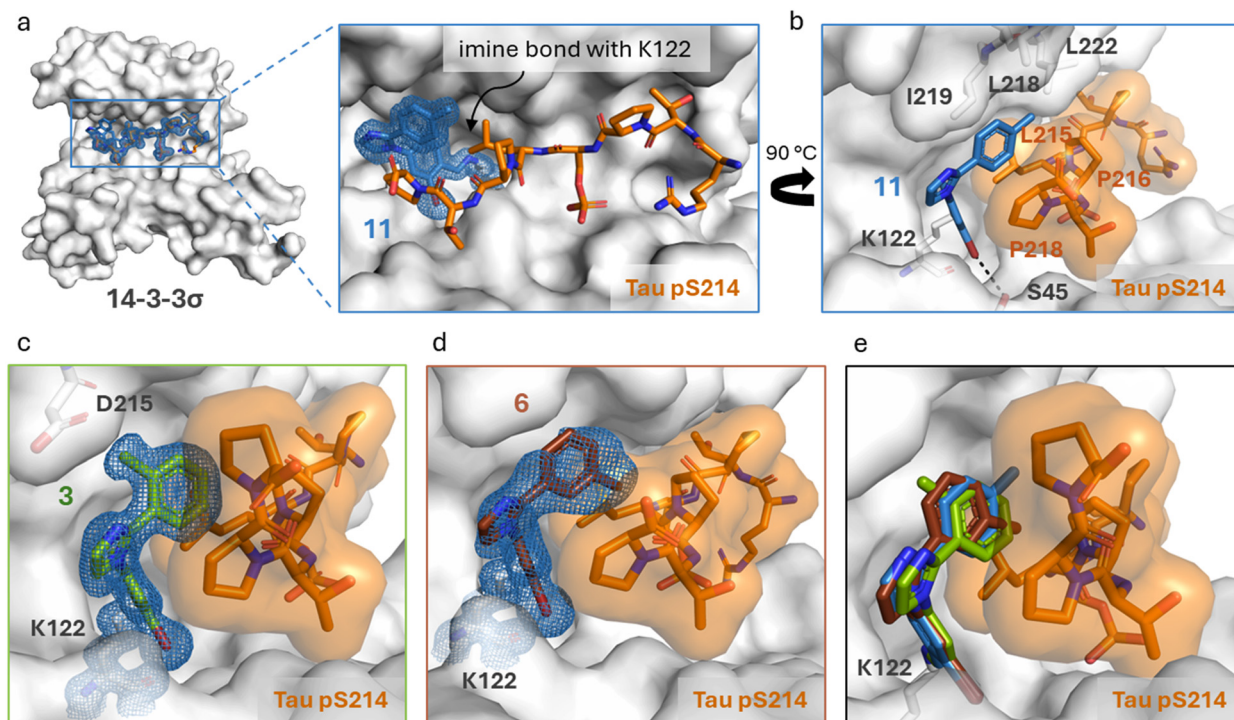 a
imine bond with K122
11
Tau pS214
14-3-3σ
90 ºC
b
L222
L218
I219
L215
11
P216
K122
P218
S45
Tau pS214
c
D215
3
K122
Tau pS214
d
6
K122
Tau pS214
e
K122
Tau pS214